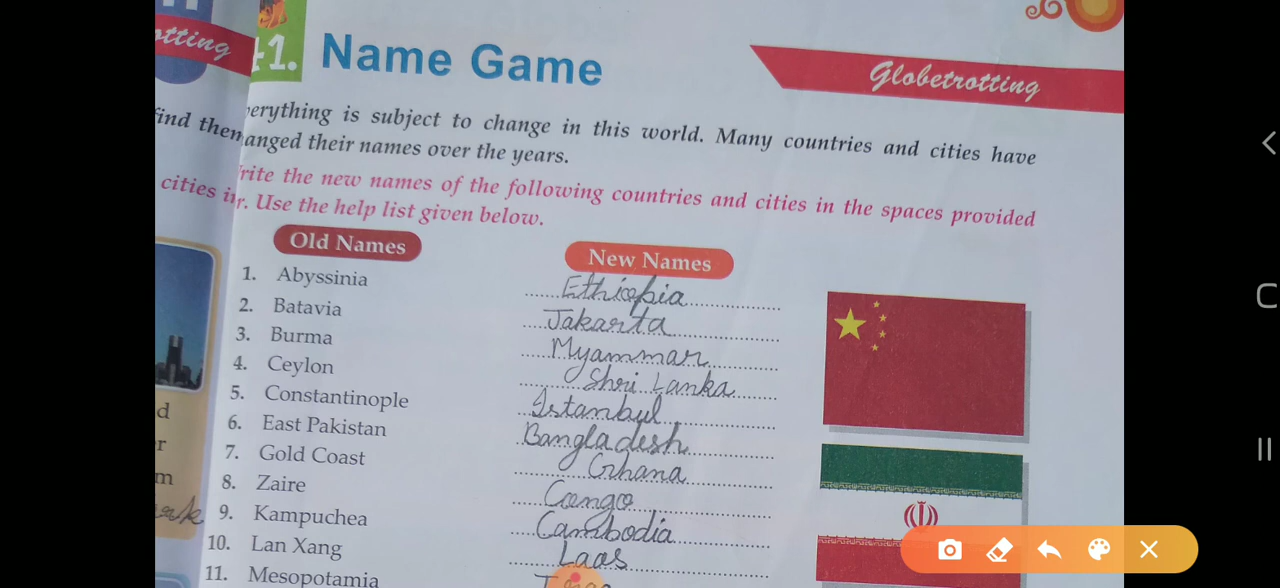 otting
41.
Name Game
Globetrotting
verything is subject to change in this world. Many countries and cities have
find then
anged their names over the years.
rite the new names of the following countries and cities in the spaces provided
cities in
r. Use the help list given below.
Old Names
New Names
1. Abyssinia Ethiopia
2. Batavia Jakarta
3. Burma Myammar
4. Ceylon Shri Lanka
5. Constantinople Istanbul
6. East Pakistan Bangladesh
7. Gold Coast Ghana
8. Zaire Congo
9. Kampuchea Cambodia
10. Lan Xang Laos
11. Mesopotamia
d
r
m